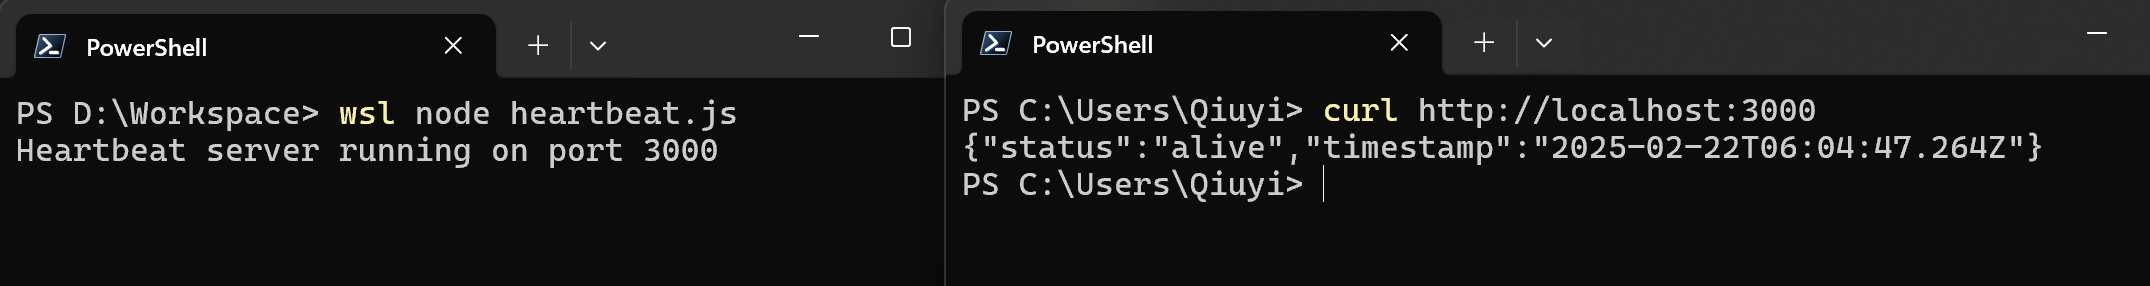 PowerShell
PS D:\Workspace> wsl node heartbeat.js
Heartbeat server running on port 3000
PowerShell
PS C:\Users\Qiuyi> curl http://localhost:3000
{"status":"alive","timestamp":"2025-02-22T06:04:47.264Z"}
PS C:\Users\Qiuyi>